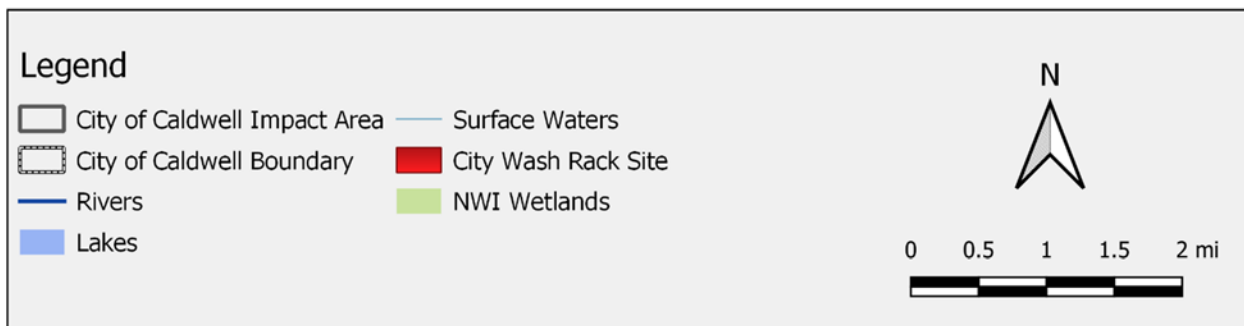 Legend
City of Caldwell Impact Area
City of Caldwell Boundary
Rivers
Lakes
Surface Waters
City Wash Rack Site
NWI Wetlands
N
0 0.5 1 1.5 2 mi